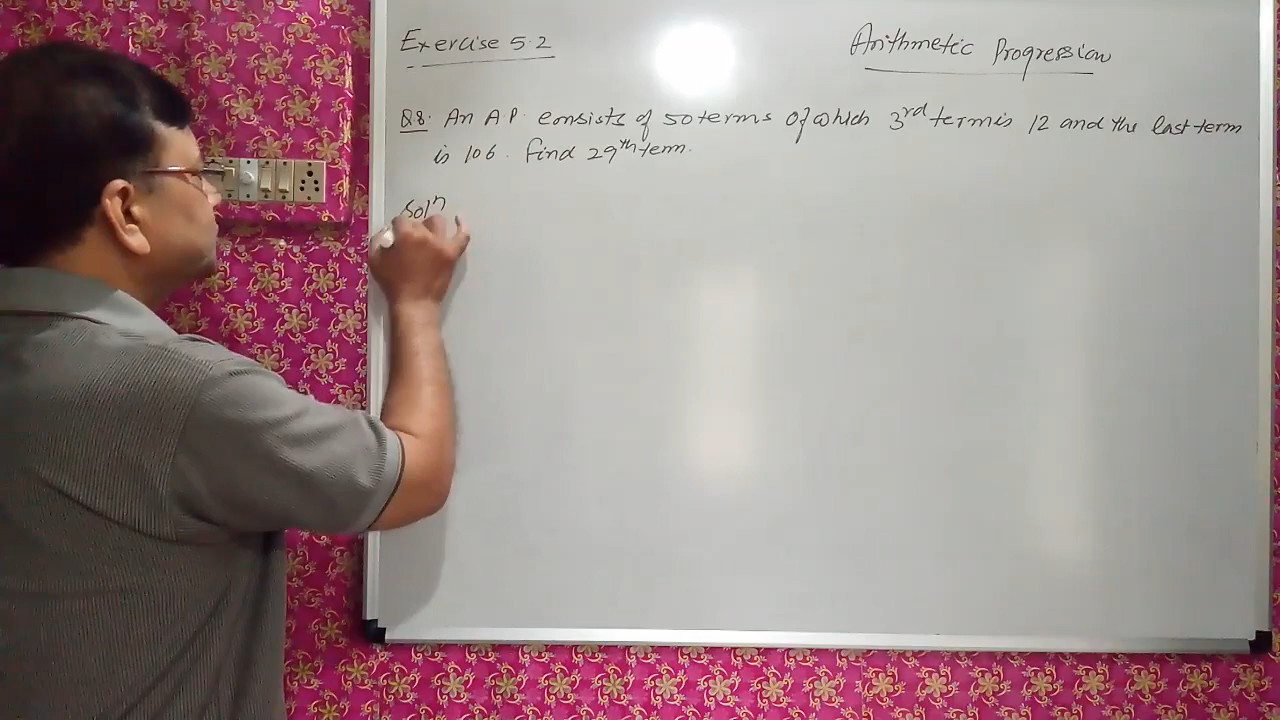 Exercise 5.2
Arithmetic Progression
Q8. An A.P. consists of 50 terms of which 3rd term is 12 and the last term
is 106. Find 29th term.
Solⁿ